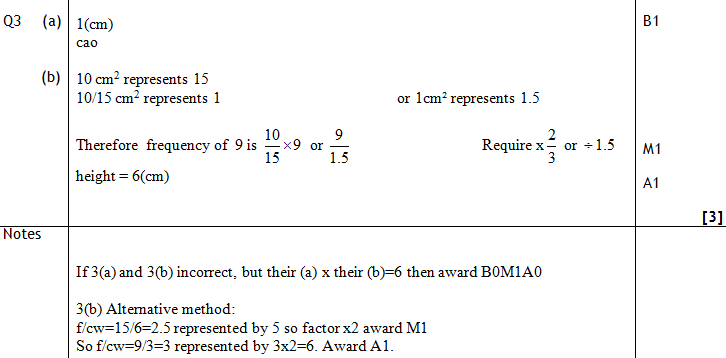 Q3 (a) 1(cm) B1
cao
(b) 10 cm² represents 15
10/15 cm² represents 1 or 1cm² represents 1.5
Therefore frequency of 9 is 10/15 ×9 or 9/1.5 Require x 2/3 or ÷1.5 M1
height = 6(cm) A1
[3]
Notes
If 3(a) and 3(b) incorrect, but their (a) x their (b)=6 then award B0M1A0
3(b) Alternative method:
f/cw=15/6=2.5 represented by 5 so factor x2 award M1
So f/cw=9/3=3 represented by 3x2=6. Award A1.